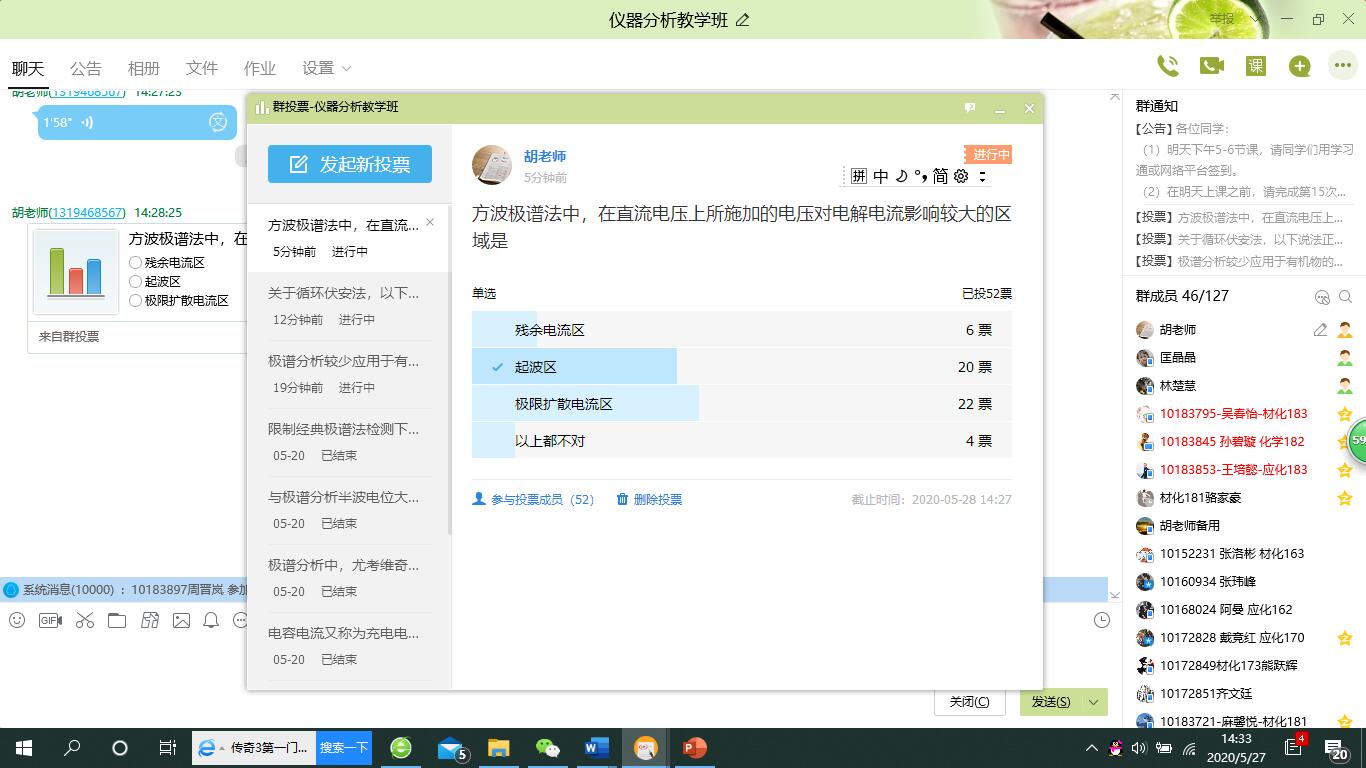 仪器分析教学班
举报
聊天
公告
相册
文件
作业
设置
胡老师(1319468567) 14:27:23
1'58"
文
胡老师(1319468567) 14:28:25
方波极谱法中，在
残余电流区
起波区
极限扩散电流区
来自群投票
系统消息(10000) ： 10183897周晋岚 参加
GIF
关闭(C)
发送(S)
群投票-仪器分析教学班
发起新投票
方波极谱法中，在直流...
5分钟前 进行中
关于循环伏安法，以下...
12分钟前 进行中
极谱分析较少应用于有...
19分钟前 进行中
限制经典极谱法检测下...
05-20 已结束
与极谱分析半波电位大...
05-20 已结束
极谱分析中，尤考维奇...
05-20 已结束
电容电流又称为充电电...
05-20 已结束
胡老师
5分钟前
进行中
拼 中 简
方波极谱法中，在直流电压上所施加的电压对电解电流影响较大的区
域是
单选
已投52票
残余电流区 6 票
起波区 20 票
极限扩散电流区 22 票
以上都不对 4 票
参与投票成员（52）
删除投票
截止时间：2020-05-28 14:27
课
群通知
【公告】各位同学：
（1）明天下午5-6节课，请同学们用学习
通或网络平台签到。
（2）在明天上课之前，请完成第15次...
【投票】方波极谱法中，在直流电压上...
【投票】关于循环伏安法，以下说法正...
【投票】极谱分析较少应用于有机物的...
群成员 46/127
胡老师
匡晶晶
林楚慧
10183795-吴春怡-材化183
10183845 孙碧璇 化学182
10183853-王培懿-应化183
材化181骆家豪
胡老师备用
10152231 张洛彬 材化163
10160934 张玮峰
10168024 阿曼 应化162
10172828 戴竞红 应化170
10172849材化173熊跃辉
10172851齐文廷
10183721-麻馨悦-材化181
59
传奇3第一门...
搜索一下
5
W
P
14:33
2020/5/27
4
20